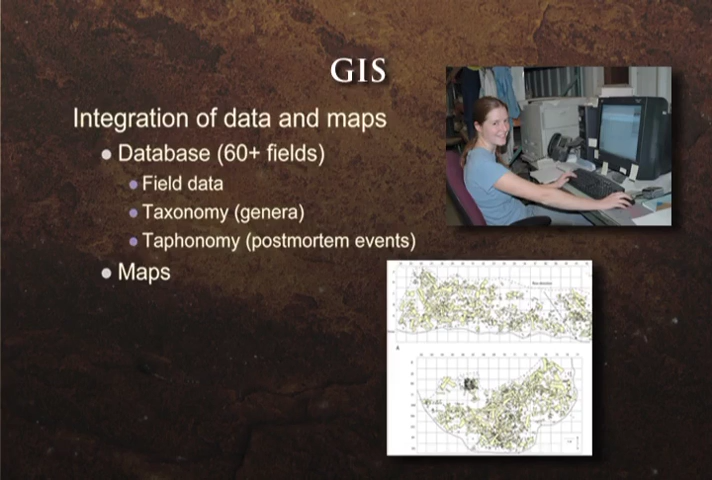 GIS
Integration of data and maps
Database (60+ fields)
Field data
Taxonomy (genera)
Taphonomy (postmortem events)
Maps